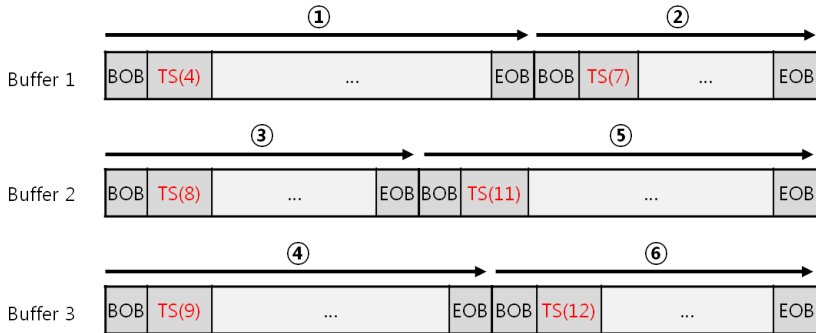 ① ②
Buffer 1 BOB TS(4) ... EOB BOB TS(7) ... EOB
③ ⑤
Buffer 2 BOB TS(8) ... EOB BOB TS(11) ... EOB
④ ⑥
Buffer 3 BOB TS(9) ... EOB BOB TS(12) ... EOB